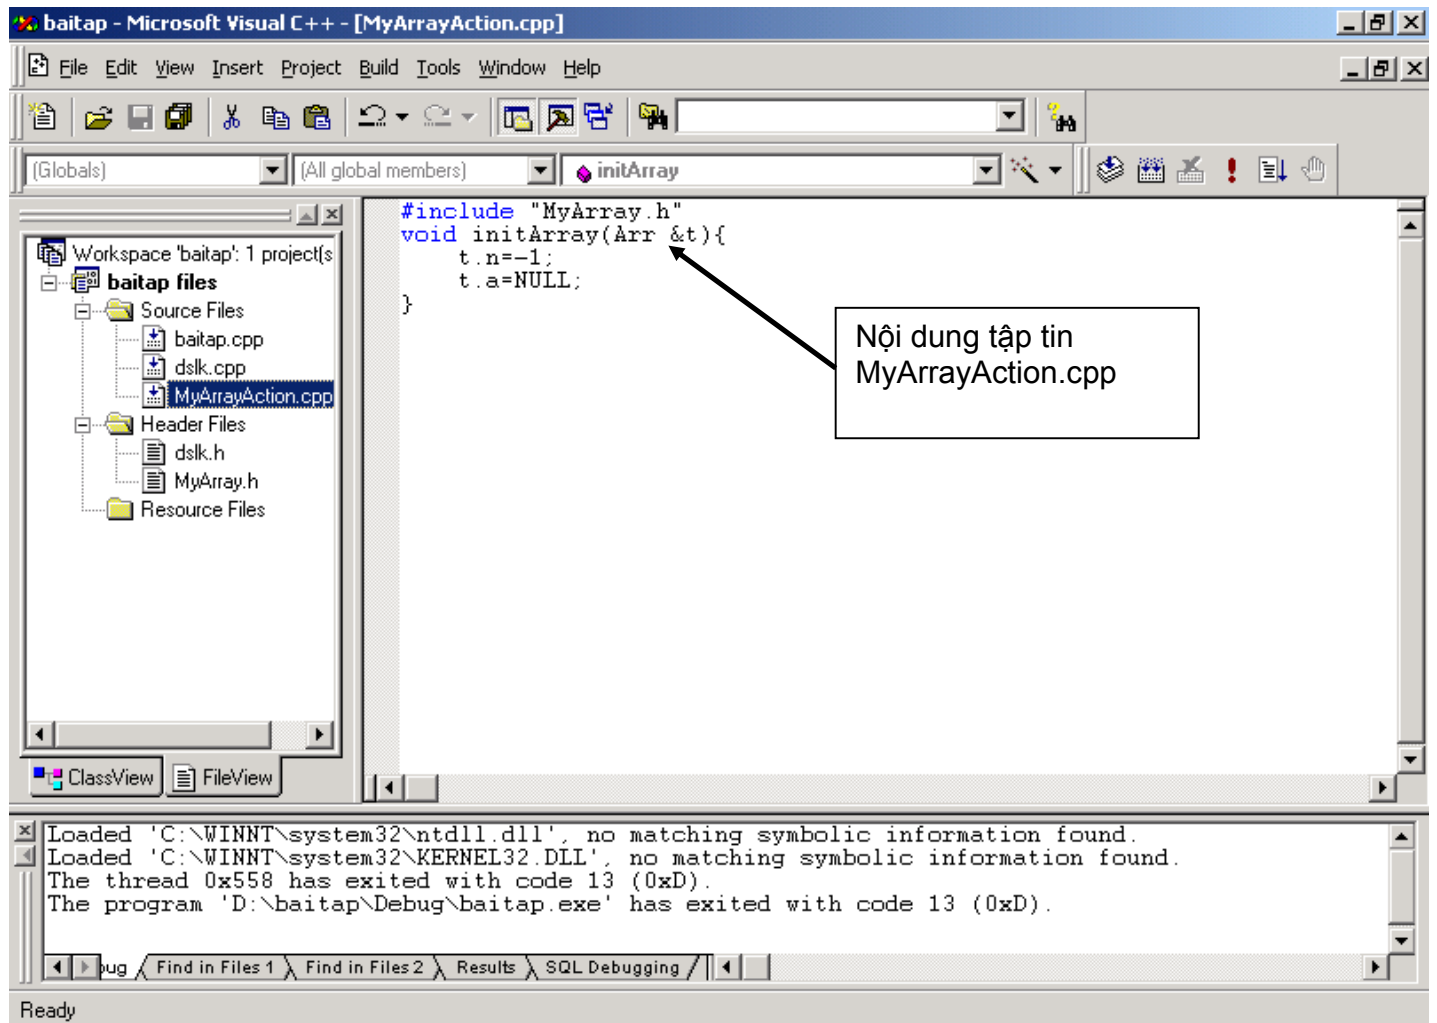 baitap - Microsoft Visual C++ - [MyArrayAction.cpp]
File Edit View Insert Project Build Tools Window Help
(Globals) (All global members) initArray
Workspace 'baitap': 1 project(s
baitap files
Source Files
baitap.cpp
dslk.cpp
MyArrayAction.cpp
Header Files
dslk.h
MyArray.h
Resource Files
ClassView FileView
#include "MyArray.h"
void initArray(Arr &t){
t.n=-1;
t.a=NULL;
}
Nội dung tập tin
MyArrayAction.cpp
Loaded 'C:\WINNT\system32\ntdll.dll', no matching symbolic information found.
Loaded 'C:\WINNT\system32\KERNEL32.DLL', no matching symbolic information found.
The thread 0x558 has exited with code 13 (0xD).
The program 'D:\baitap\Debug\baitap.exe' has exited with code 13 (0xD).
bug Find in Files 1 Find in Files 2 Results SQL Debugging
Ready